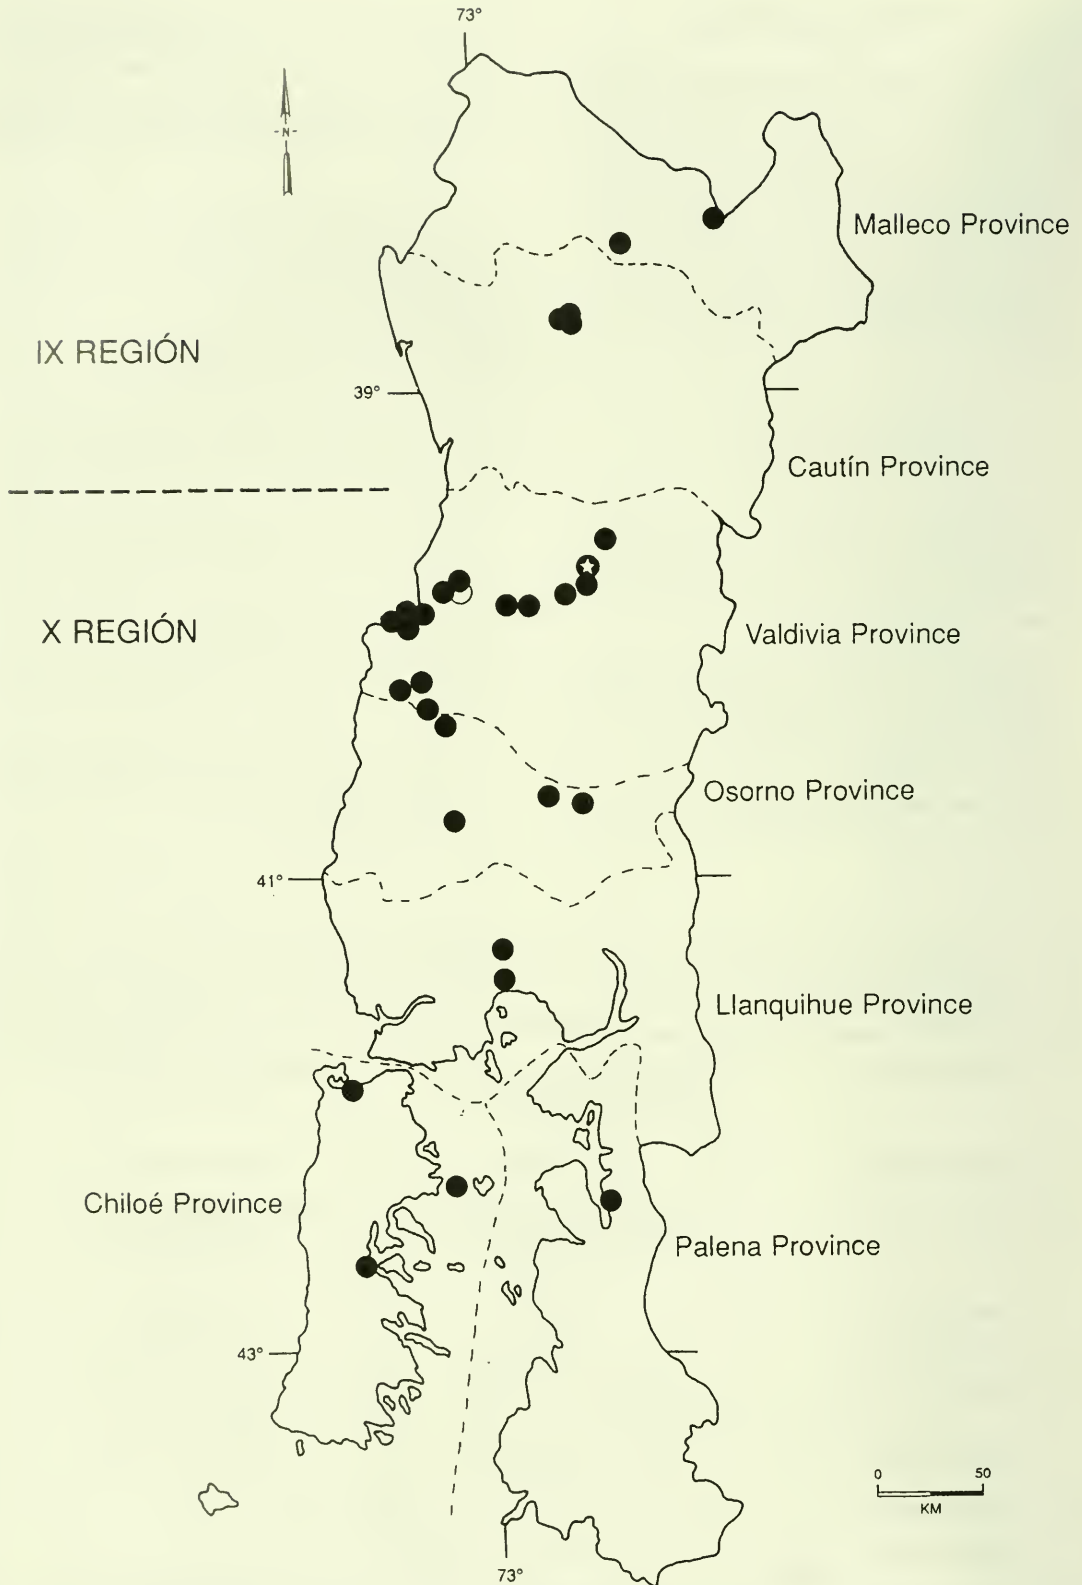 73°
-N-
Malleco Province
IX REGIÓN
39°
Cautín Province
X REGIÓN
Valdivia Province
Osorno Province
41°
Llanquihue Province
Chiloé Province
Palena Province
43°
0 50
KM
73°